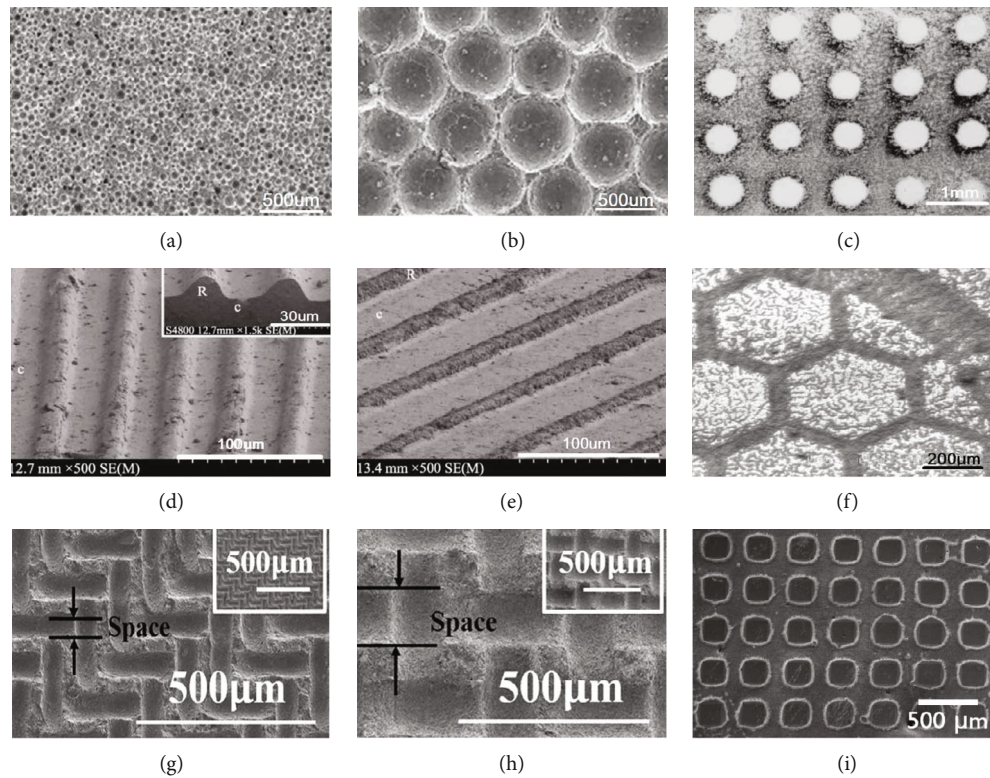 500um
500um
1mm
(a)
(b)
(c)
R
c
30um
S4800 12.7mm ×1.5k SE(M)
c
100um
12.7 mm ×500 SE(M)
R
c
100um
13.4 mm ×500 SE(M)
200μm
(d)
(e)
(f)
500μm
Space
500μm
500μm
Space
500μm
500 μm
(g)
(h)
(i)